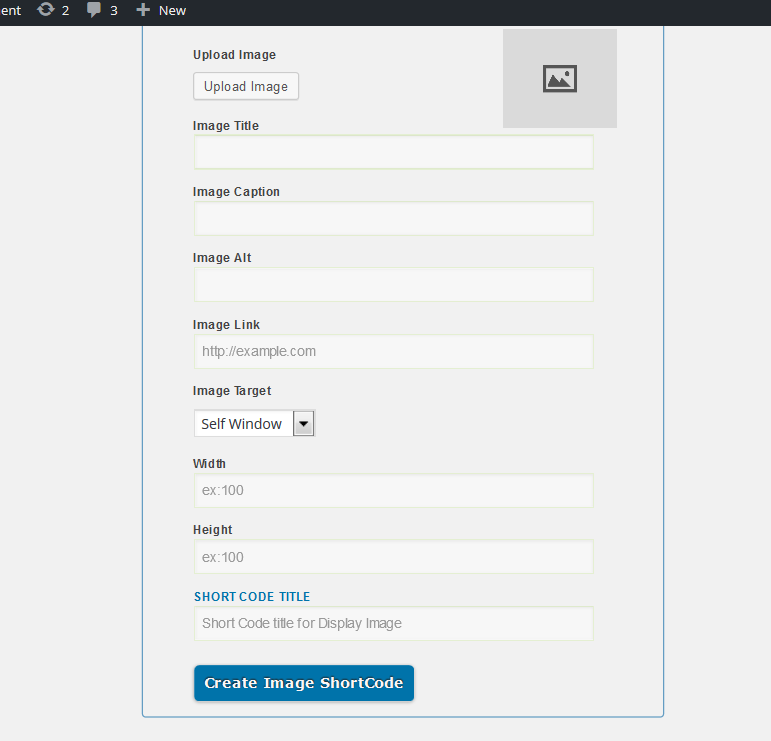 ent 2 3 New
Upload Image
Upload Image
Image Title
Image Caption
Image Alt
Image Link
http://example.com
Image Target
Self Window
Width
ex:100
Height
ex:100
SHORT CODE TITLE
Short Code title for Display Image
Create Image ShortCode